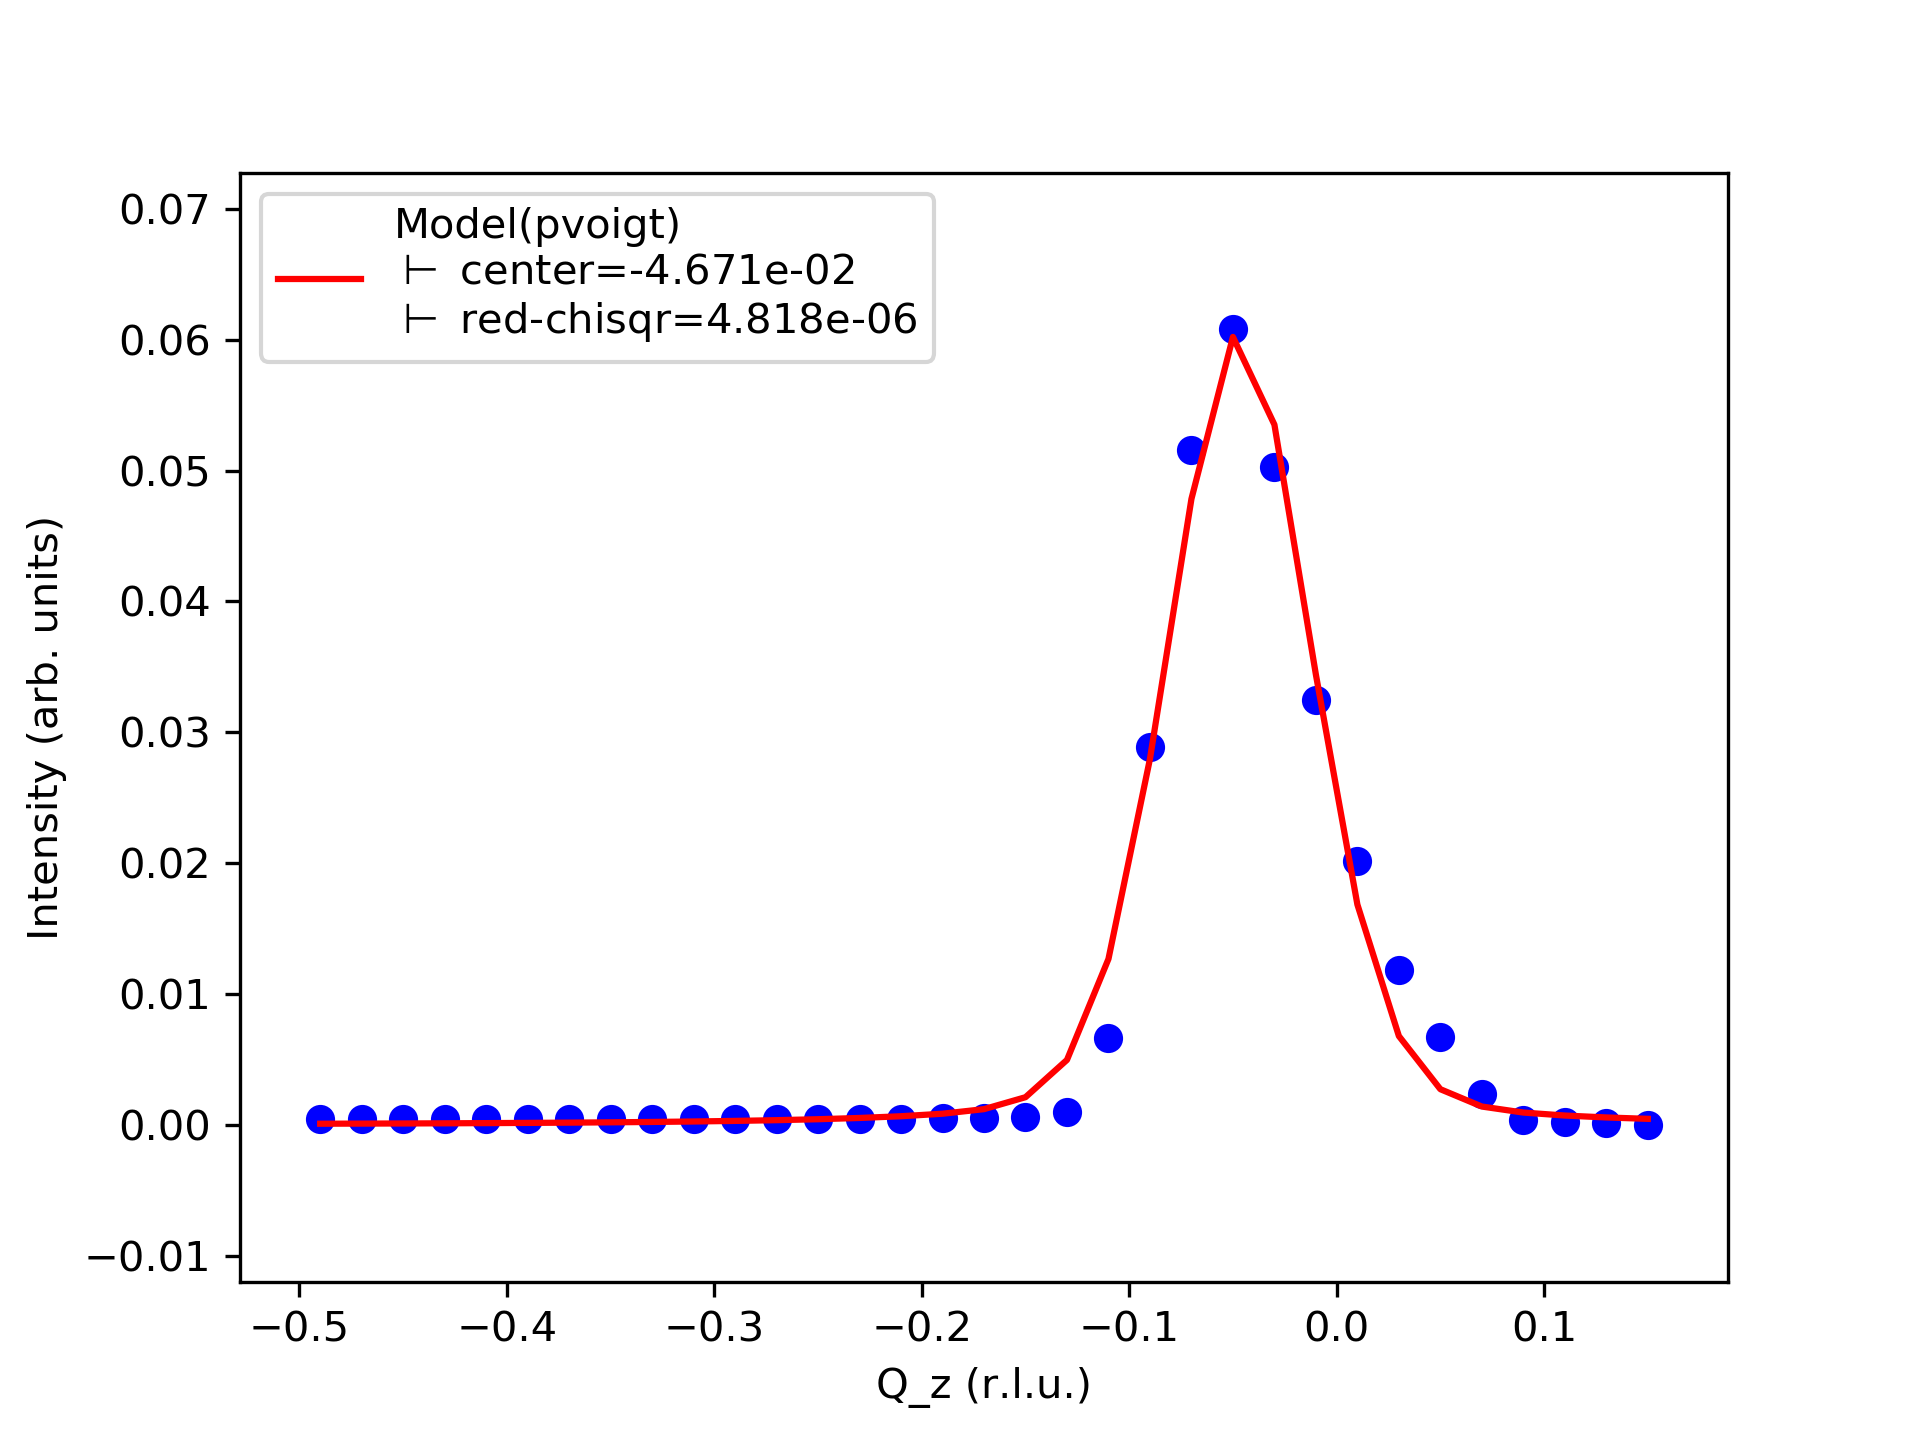 Model(pvoigt)
⊢ center=-4.671e-02
⊢ red-chisqr=4.818e-06
0.07
0.06
0.05
0.04
0.03
0.02
0.01
0.00
−0.01
Intensity (arb. units)
−0.5 −0.4 −0.3 −0.2 −0.1 0.0 0.1
Q_z (r.l.u.)